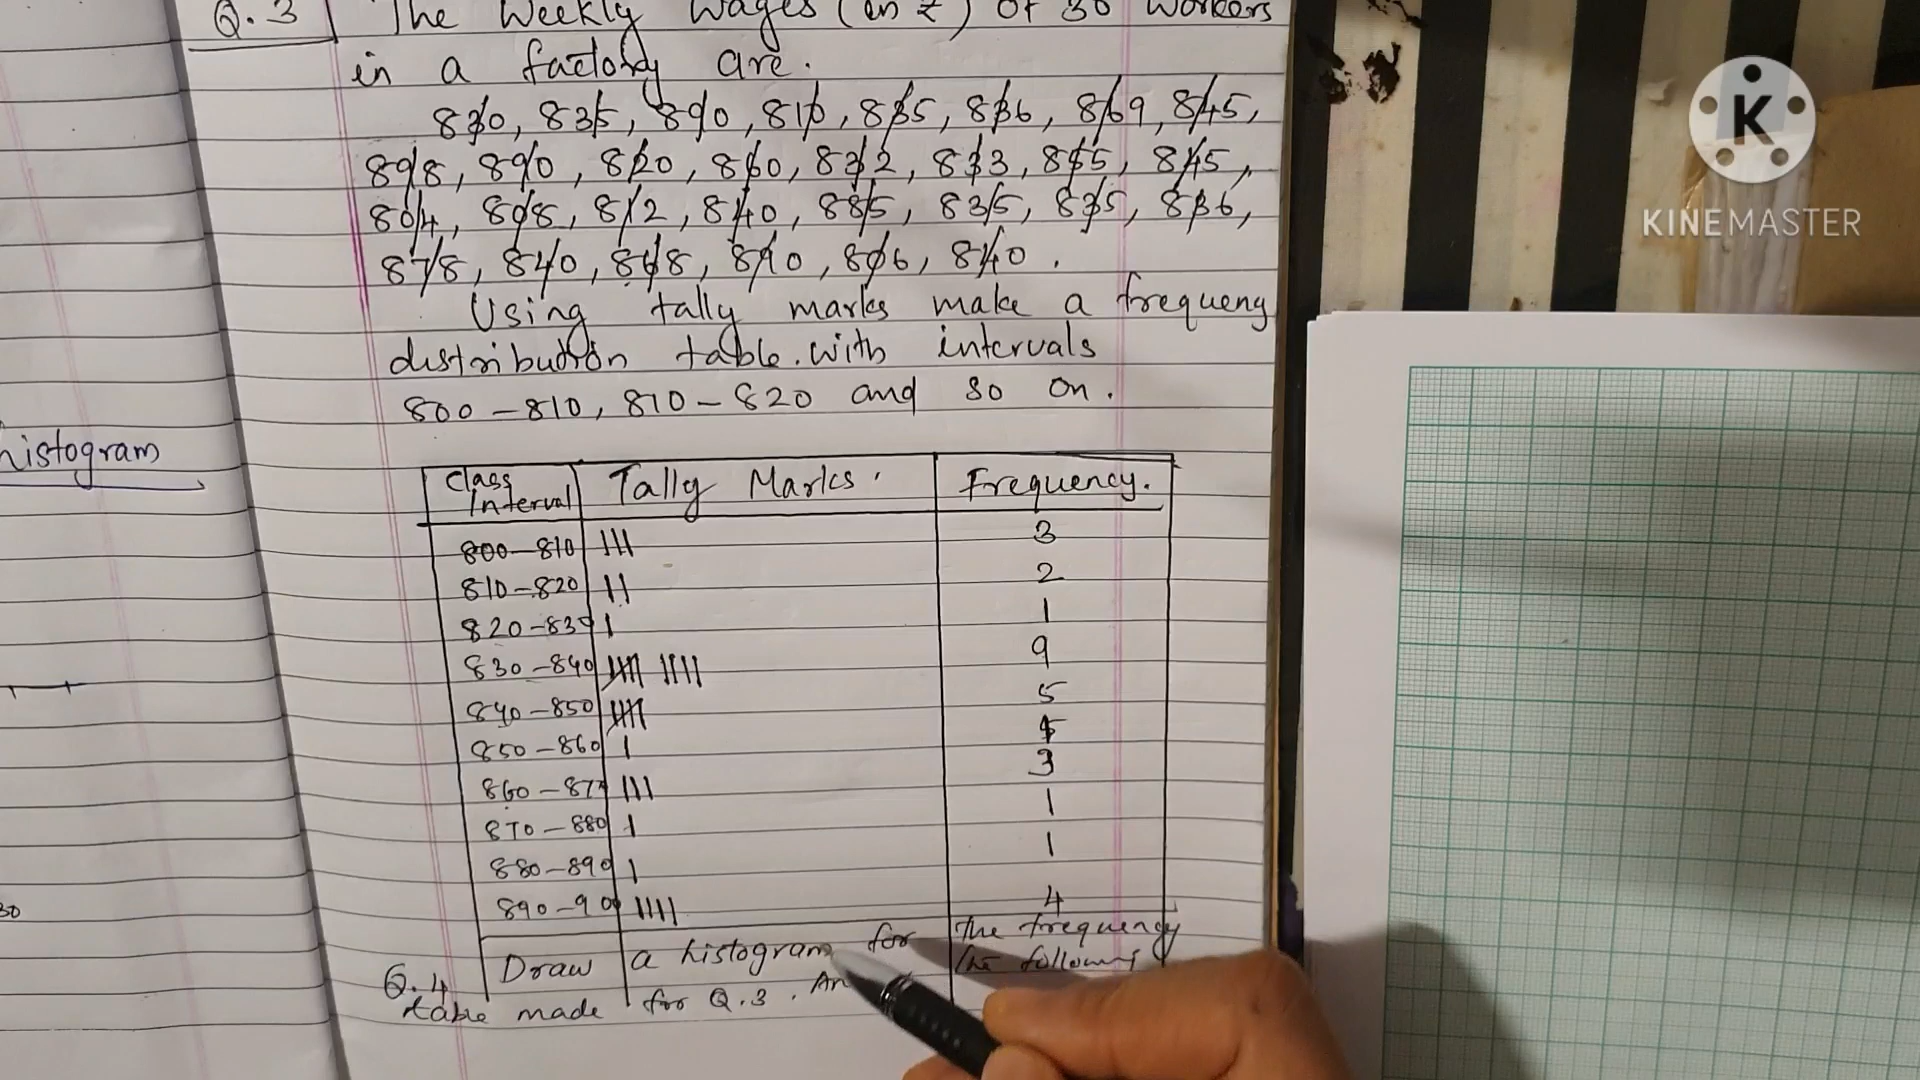 Q.3 The Weekly Wages (in ₹) of 30 Workers
in a factory are.
830, 835, 890, 810, 835, 836, 869, 845,
898, 890, 820, 860, 832, 833, 855, 845,
804, 808, 812, 840, 885, 835, 835, 836,
878, 840, 868, 890, 806, 840.
Using tally marks make a frequency
distribution table. with intervals
800-810, 810-820 and so on.
histogram
Class Interval Tally Marks. Frequency.
800-810 ||| 3
810-820 || 2
820-830 | 1
830-840 |||| |||| 9
840-850 |||| 5
850-860 | 1
860-870 ||| 3
870-880 | 1
880-890 | 1
890-90 |||| 4
30
Q.4 Draw a histogram for the frequency
table made for Q.3. An the following
K
KINEMASTER